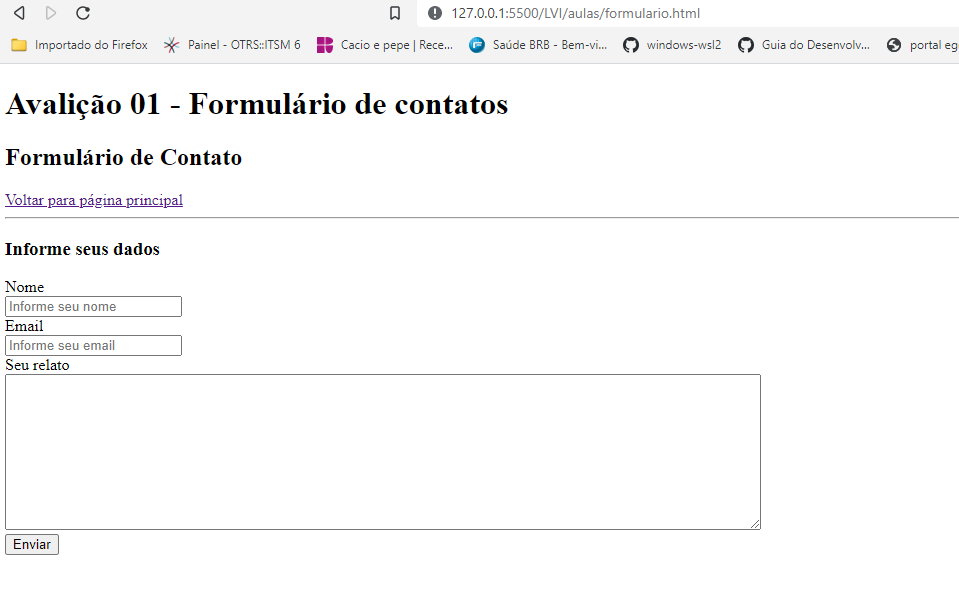 127.0.0.1:5500/LVI/aulas/formulario.html
Importado do Firefox Painel - OTRS::ITSM 6 Cacio e pepe | Rece... Saúde BRB - Bem-vi... windows-wsl2 Guia do Desenvolv... portal eg
Avalição 01 - Formulário de contatos
Formulário de Contato
Voltar para página principal
Informe seus dados
Nome
Informe seu nome
Email
Informe seu email
Seu relato
Enviar